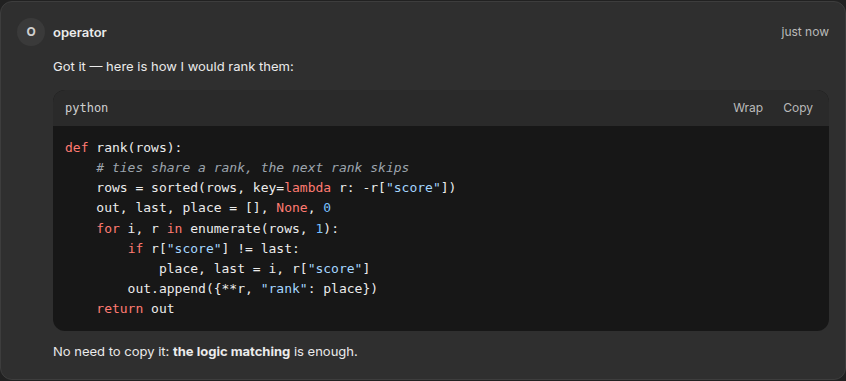 O
operator
just now
Got it — here is how I would rank them:
python
Wrap
Copy
def rank(rows):
    # ties share a rank, the next rank skips
    rows = sorted(rows, key=lambda r: -r["score"])
    out, last, place = [], None, 0
    for i, r in enumerate(rows, 1):
        if r["score"] != last:
            place, last = i, r["score"]
        out.append({**r, "rank": place})
    return out
No need to copy it: the logic matching is enough.